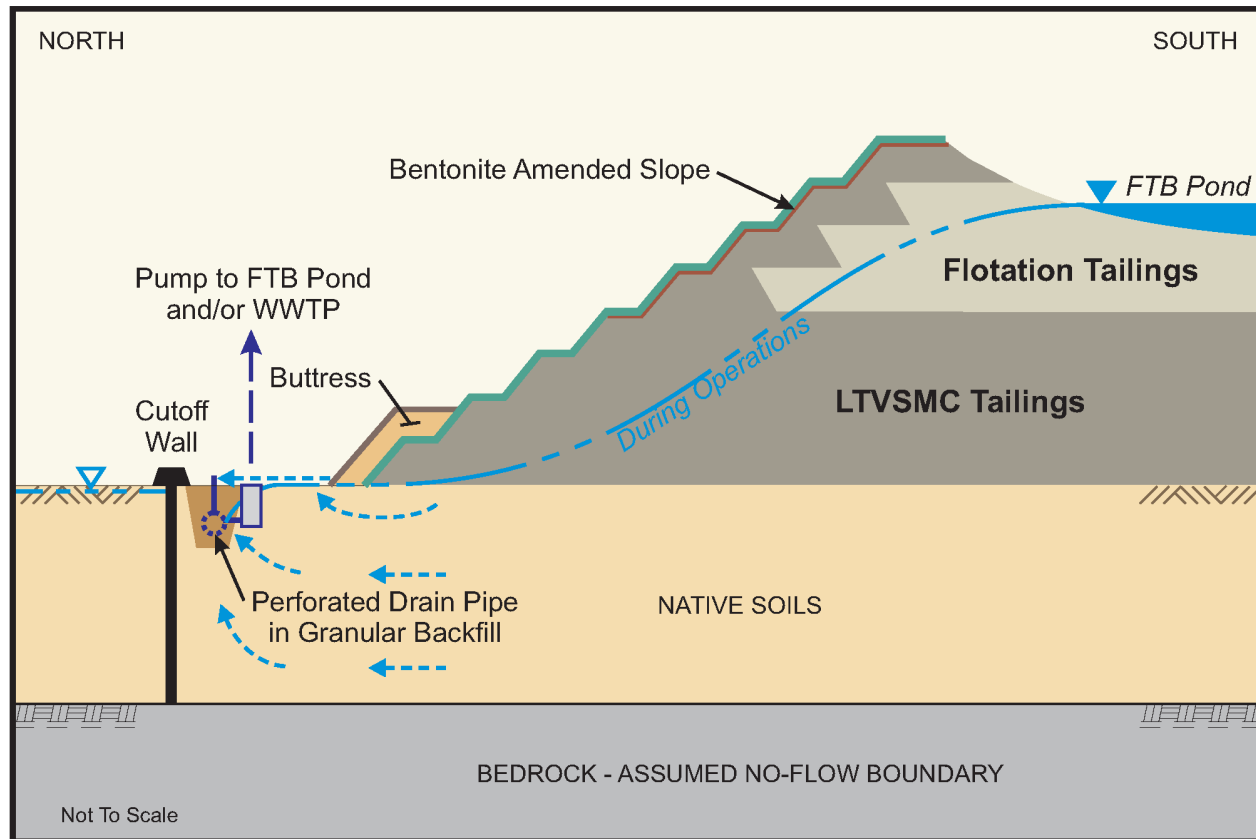 NORTH
SOUTH
Bentonite Amended Slope
FTB Pond
Flotation Tailings
Pump to FTB Pond
and/or WWTP
During Operations
Buttress
LTVSMC Tailings
Cutoff
Wall
Perforated Drain Pipe
in Granular Backfill
NATIVE SOILS
BEDROCK - ASSUMED NO-FLOW BOUNDARY
Not To Scale